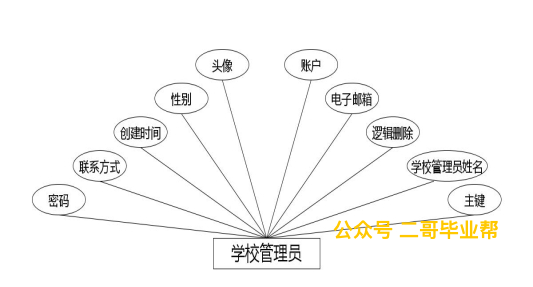 头像
账户
性别
电子邮箱
创建时间
逻辑删除
联系方式
学校管理员姓名
密码
主键
公众号 二哥毕业帮
学校管理员